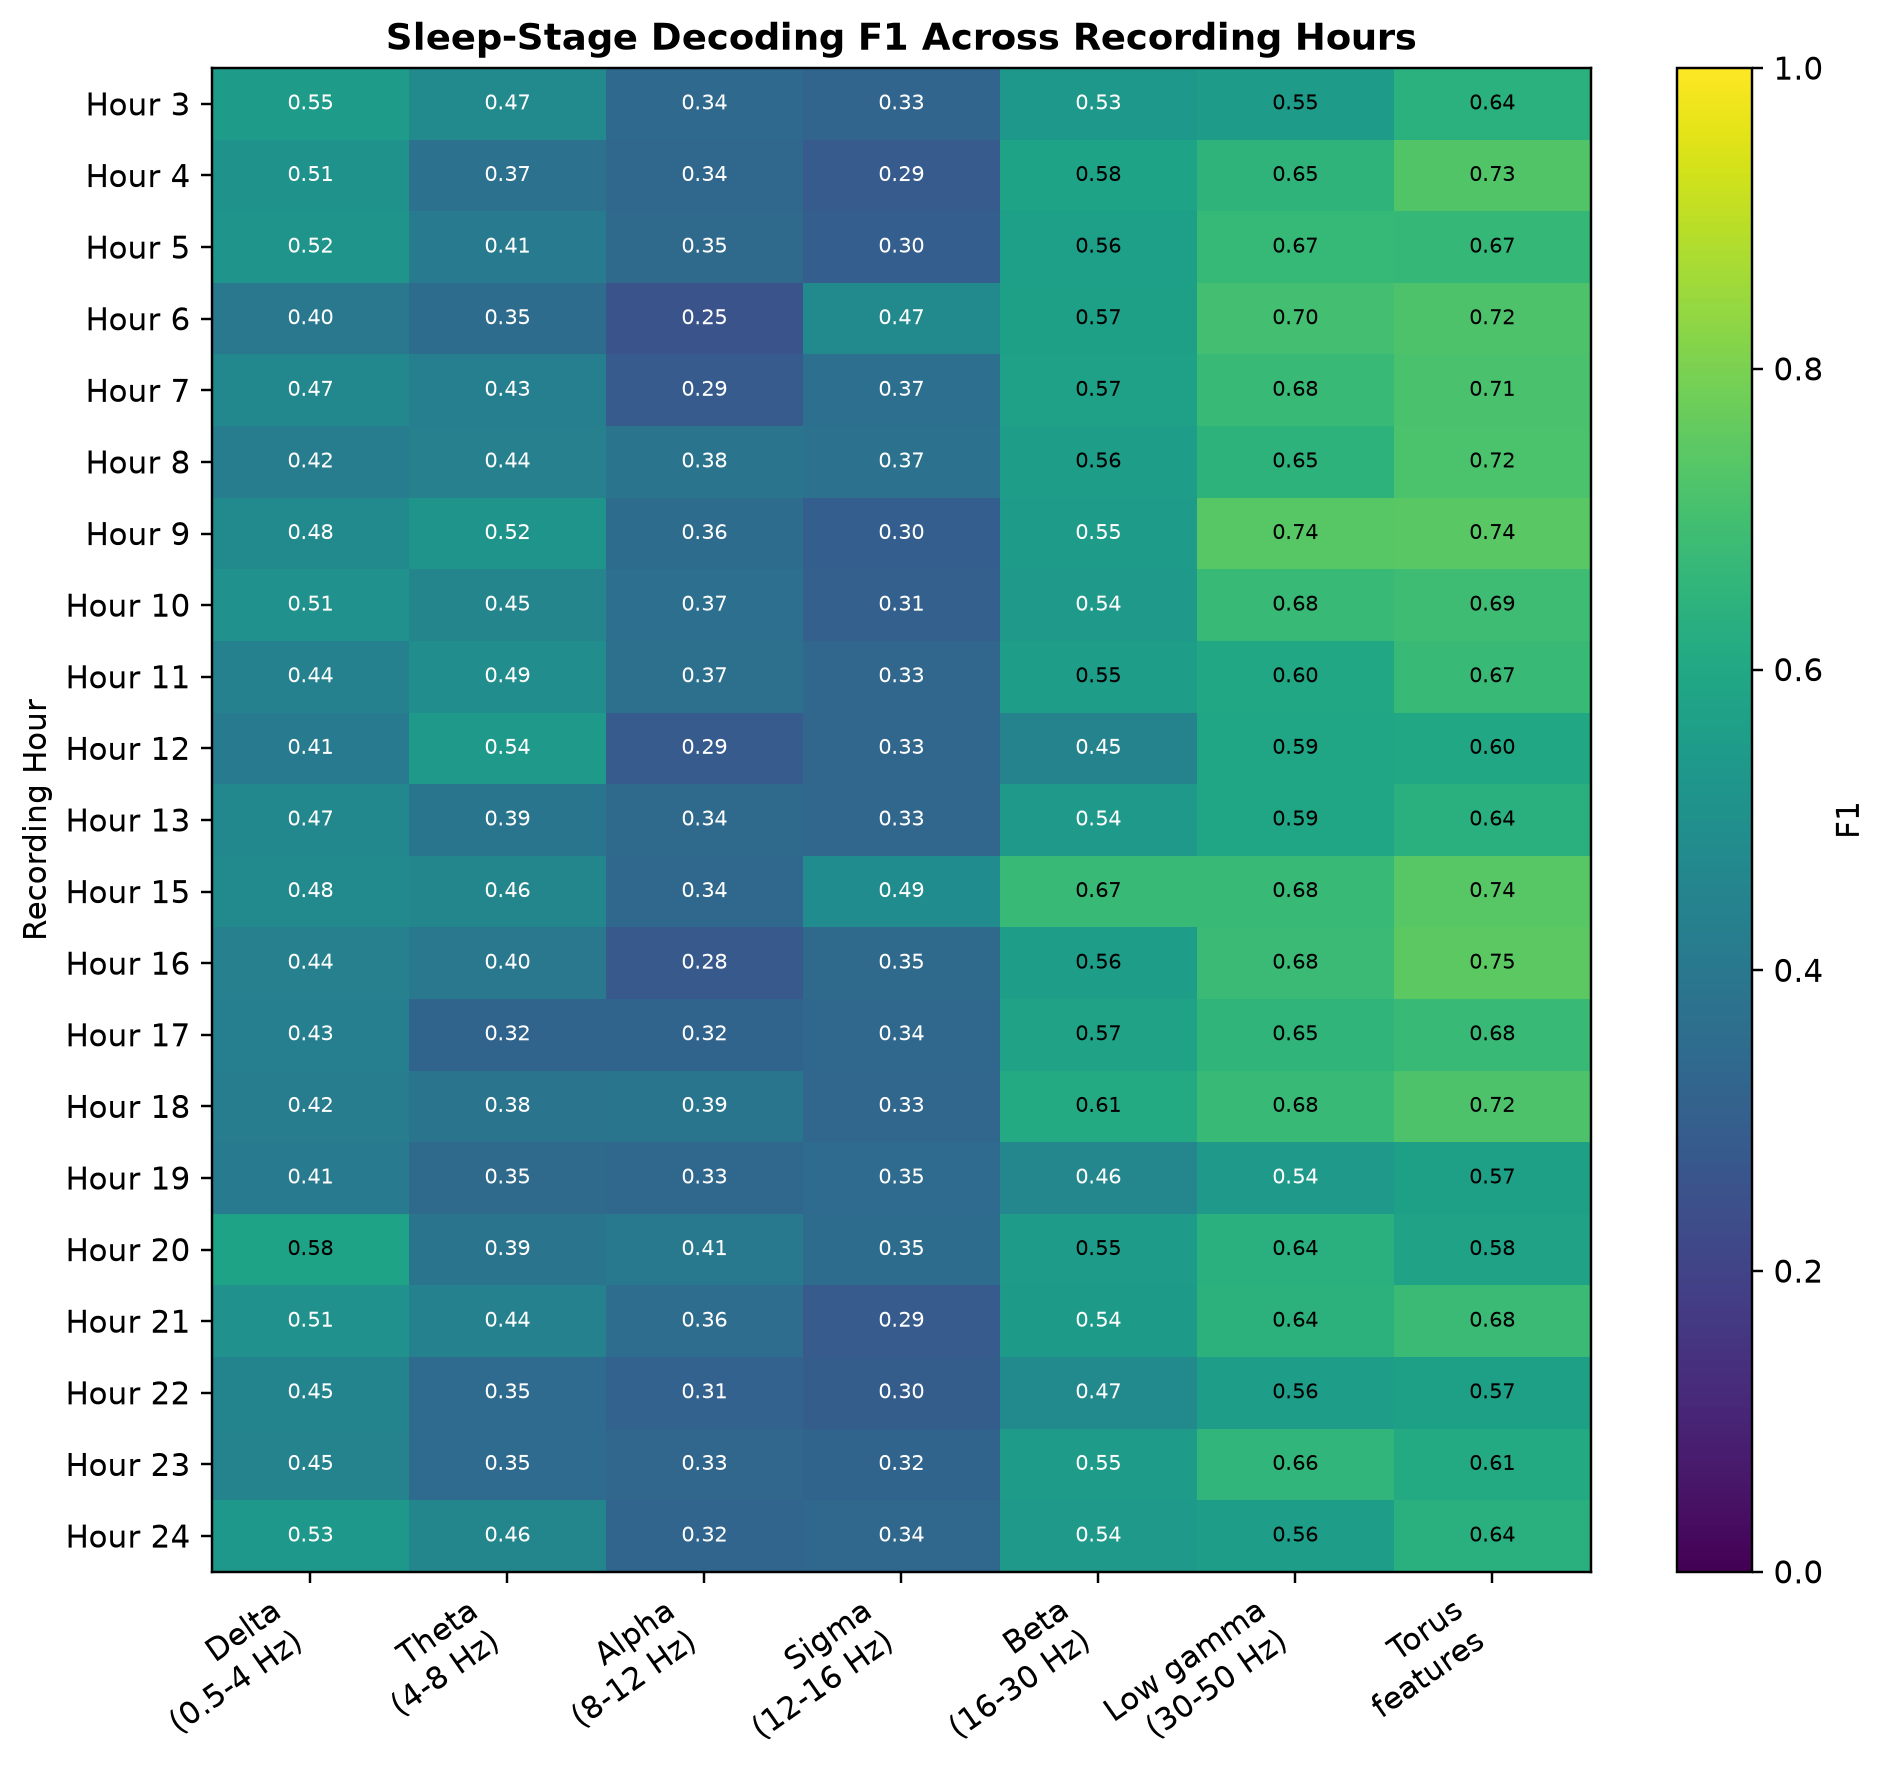 Sleep-Stage Decoding F1 Across Recording Hours
Hour 3 0.55 0.47 0.34 0.33 0.53 0.55 0.64
Hour 4 0.51 0.37 0.34 0.29 0.58 0.65 0.73
Hour 5 0.52 0.41 0.35 0.30 0.56 0.67 0.67
Hour 6 0.40 0.35 0.25 0.47 0.57 0.70 0.72
Hour 7 0.47 0.43 0.29 0.37 0.57 0.68 0.71
Hour 8 0.42 0.44 0.38 0.37 0.56 0.65 0.72
Hour 9 0.48 0.52 0.36 0.30 0.55 0.74 0.74
Hour 10 0.51 0.45 0.37 0.31 0.54 0.68 0.69
Hour 11 0.44 0.49 0.37 0.33 0.55 0.60 0.67
Hour 12 0.41 0.54 0.29 0.33 0.45 0.59 0.60
Hour 13 0.47 0.39 0.34 0.33 0.54 0.59 0.64
Hour 15 0.48 0.46 0.34 0.49 0.67 0.68 0.74
Hour 16 0.44 0.40 0.28 0.35 0.56 0.68 0.75
Hour 17 0.43 0.32 0.32 0.34 0.57 0.65 0.68
Hour 18 0.42 0.38 0.39 0.33 0.61 0.68 0.72
Hour 19 0.41 0.35 0.33 0.35 0.46 0.54 0.57
Hour 20 0.58 0.39 0.41 0.35 0.55 0.64 0.58
Hour 21 0.51 0.44 0.36 0.29 0.54 0.64 0.68
Hour 22 0.45 0.35 0.31 0.30 0.47 0.56 0.57
Hour 23 0.45 0.35 0.33 0.32 0.55 0.66 0.61
Hour 24 0.53 0.46 0.32 0.34 0.54 0.56 0.64
Recording Hour
Delta
(0.5-4 Hz)
Theta
(4-8 Hz)
Alpha
(8-12 Hz)
Sigma
(12-16 Hz)
Beta
(16-30 Hz)
Low gamma
(30-50 Hz)
Torus
features
1.0
0.8
0.6
0.4
0.2
0.0
F1